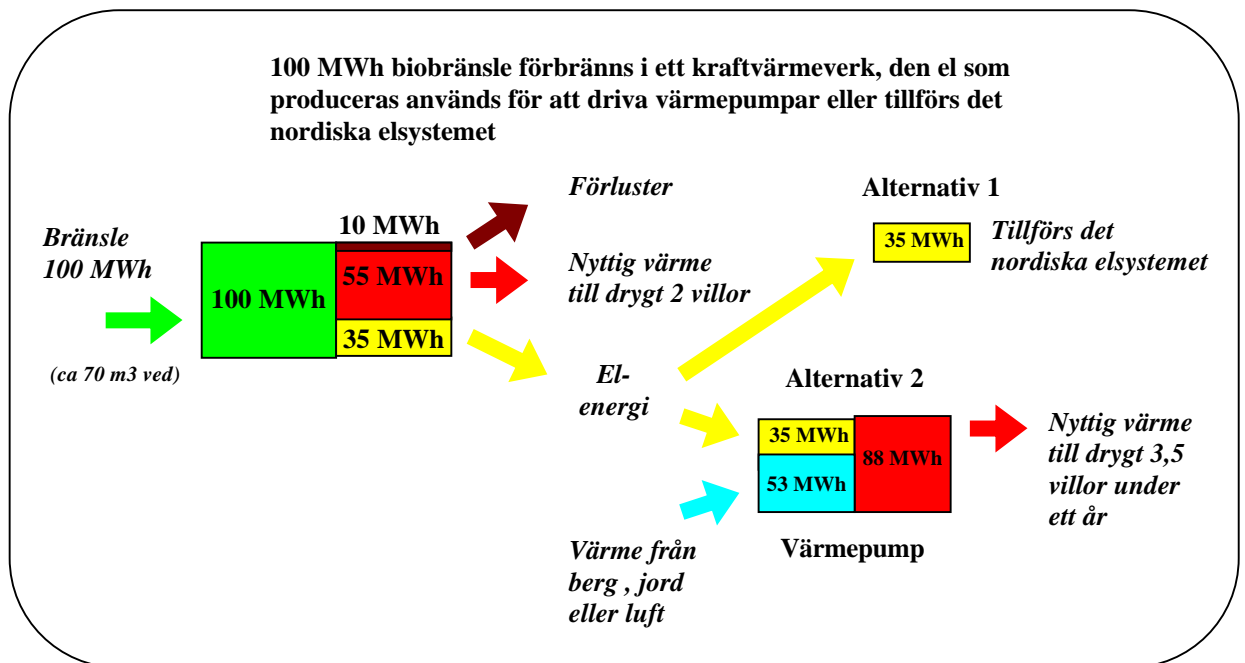 100 MWh biobränsle förbränns i ett kraftvärmeverk, den el som
produceras används för att driva värmepumpar eller tillförs det
nordiska elsystemet
Bränsle
100 MWh
(ca 70 m3 ved)
100 MWh
10 MWh
55 MWh
35 MWh
Förluster
Nyttig värme
till drygt 2 villor
El-
energi
Alternativ 1
35 MWh
Tillförs det
nordiska elsystemet
Alternativ 2
35 MWh
53 MWh
88 MWh
Värmepump
Värme från
berg , jord
eller luft
Nyttig värme
till drygt 3,5
villor under
ett år